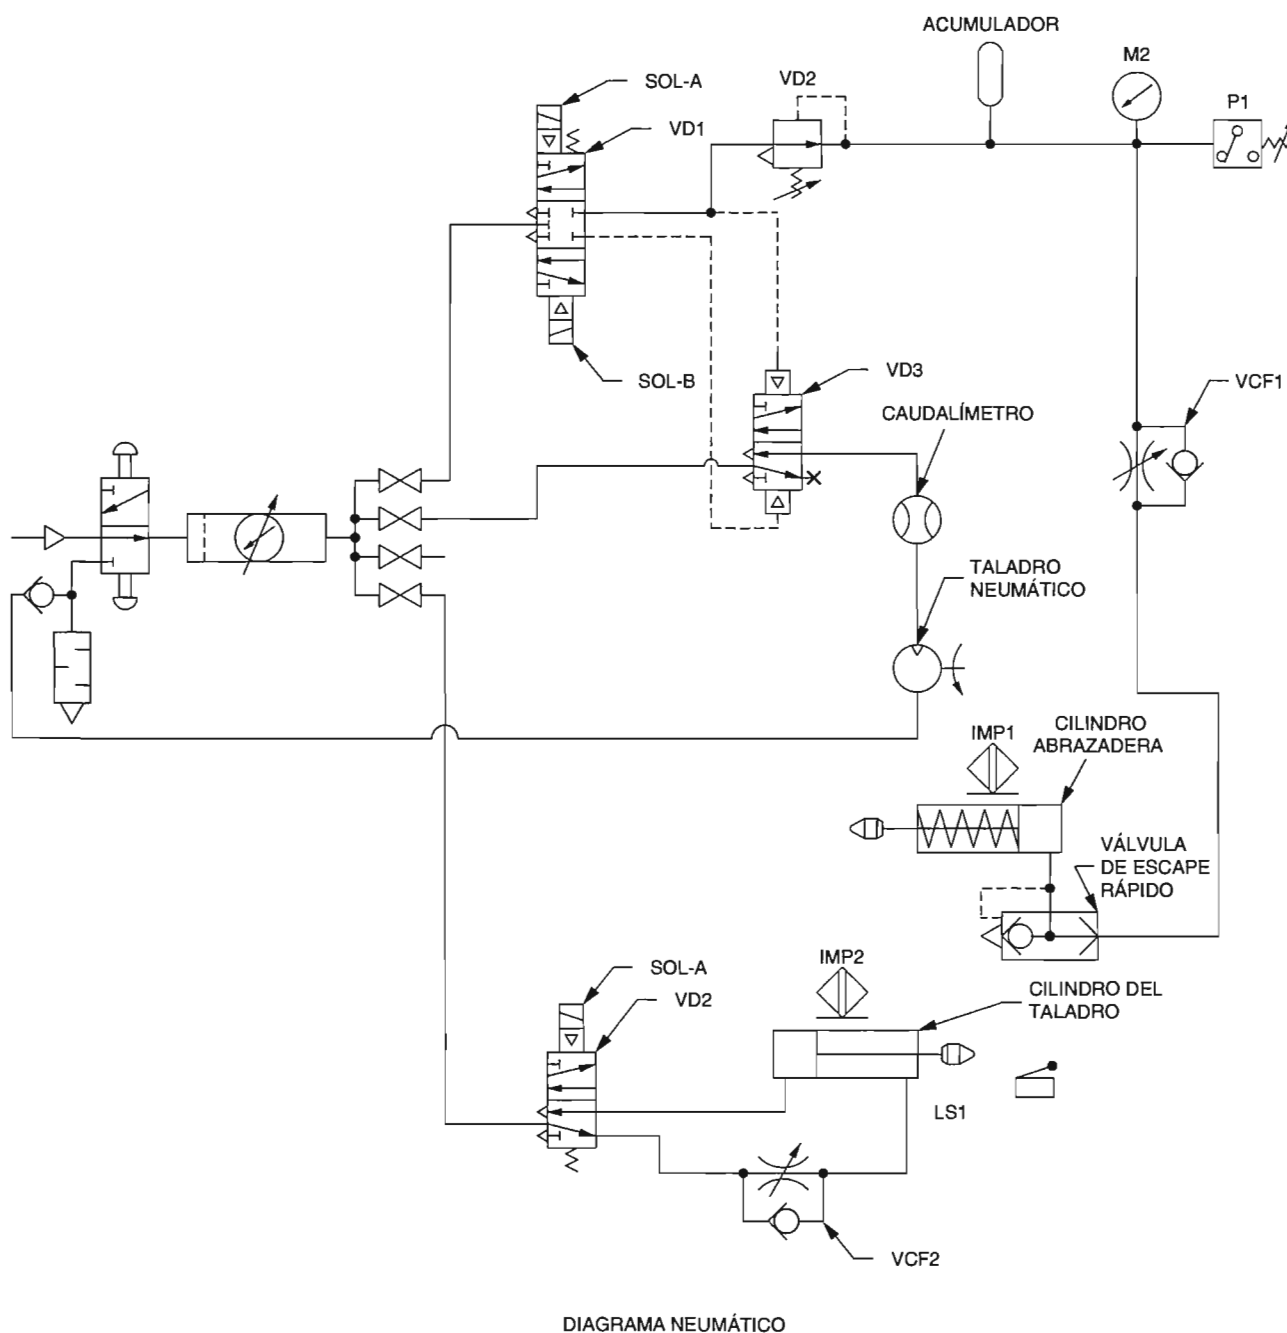 ACUMULADOR
M2
VD2
P1
SOL-A
VD1
SOL-B
VD3
CAUDALÍMETRO
VCF1
TALADRO
NEUMÁTICO
IMP1
CILINDRO
ABRAZADERA
VÁLVULA
DE ESCAPE
RÁPIDO
SOL-A
VD2
IMP2
CILINDRO DEL
TALADRO
LS1
VCF2
DIAGRAMA NEUMÁTICO